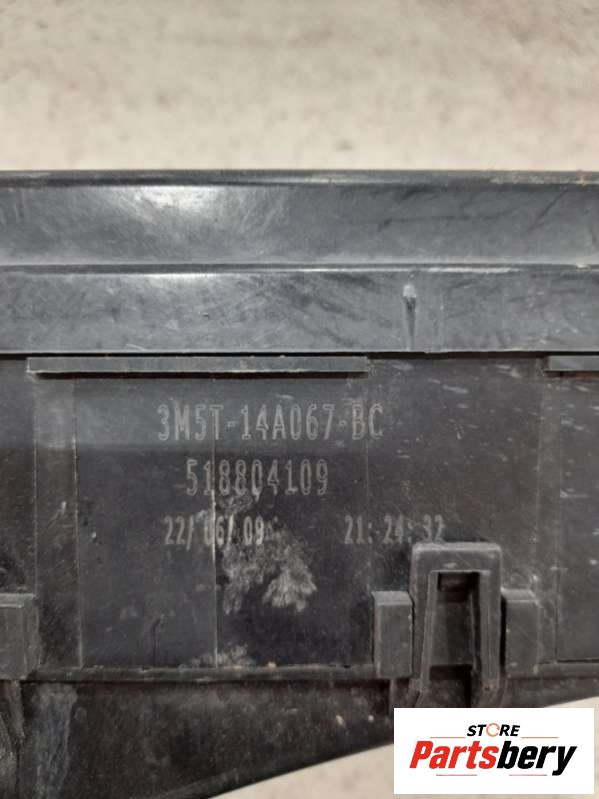 3M5T-14A067-BC
518804109
22/ 06/ 09 21: 24: 32
STORE
Partsbery